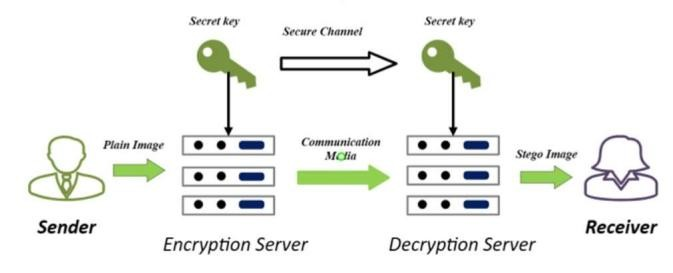 Secret key
Secure Channel
Secret key
Plain Image
Communication
Media
Stego Image
Sender
Encryption Server
Decryption Server
Receiver